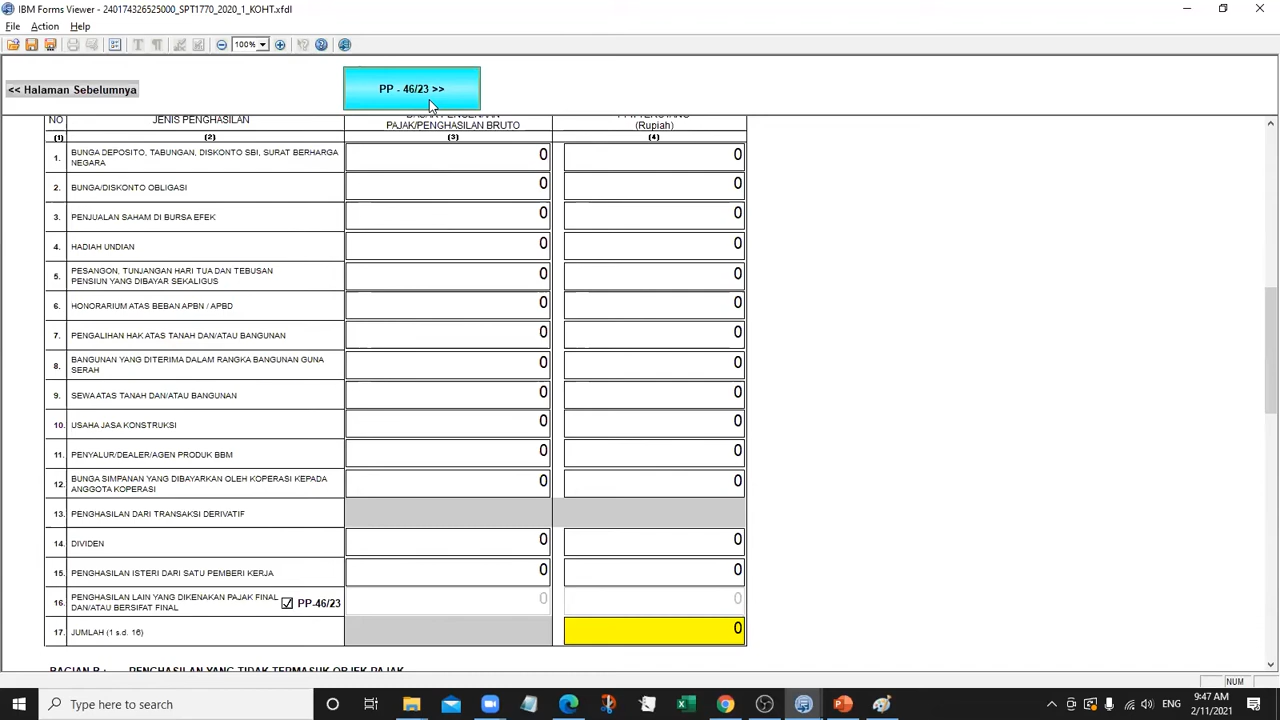 IBM Forms Viewer - 240174326525000_SPT1770_2020_1_KOHT.xfdl
File Action Help
100%
<< Halaman Sebelumnya
PP - 46/23 >>
NO JENIS PENGHASILAN PAJAK/PENGHASILAN BRUTO (Rupiah)
(1) (2) (3) (4)
1. BUNGA DEPOSITO, TABUNGAN, DISKONTO SBI, SURAT BERHARGA NEGARA 0 0
2. BUNGA/DISKONTO OBLIGASI 0 0
3. PENJUALAN SAHAM DI BURSA EFEK 0 0
4. HADIAH UNDIAN 0 0
5. PESANGON, TUNJANGAN HARI TUA DAN TEBUSAN PENSIUN YANG DIBAYAR SEKALIGUS 0 0
6. HONORARIUM ATAS BEBAN APBN / APBD 0 0
7. PENGALIHAN HAK ATAS TANAH DAN/ATAU BANGUNAN 0 0
8. BANGUNAN YANG DITERIMA DALAM RANGKA BANGUNAN GUNA SERAH 0 0
9. SEWA ATAS TANAH DAN/ATAU BANGUNAN 0 0
10. USAHA JASA KONSTRUKSI 0 0
11. PENYALUR/DEALER/AGEN PRODUK BBM 0 0
12. BUNGA SIMPANAN YANG DIBAYARKAN OLEH KOPERASI KEPADA ANGGOTA KOPERASI 0 0
13. PENGHASILAN DARI TRANSAKSI DERIVATIF
14. DIVIDEN 0 0
15. PENGHASILAN ISTERI DARI SATU PEMBERI KERJA 0 0
16. PENGHASILAN LAIN YANG DIKENAKAN PAJAK FINAL DAN/ATAU BERSIFAT FINAL PP-46/23 0 0
17. JUMLAH (1 s.d. 16) 0
BAGIAN B : PENGHASILAN YANG TIDAK TERMASUK OBJEK PAJAK
NUM
Type here to search
ENG
9:47 AM
2/11/2021